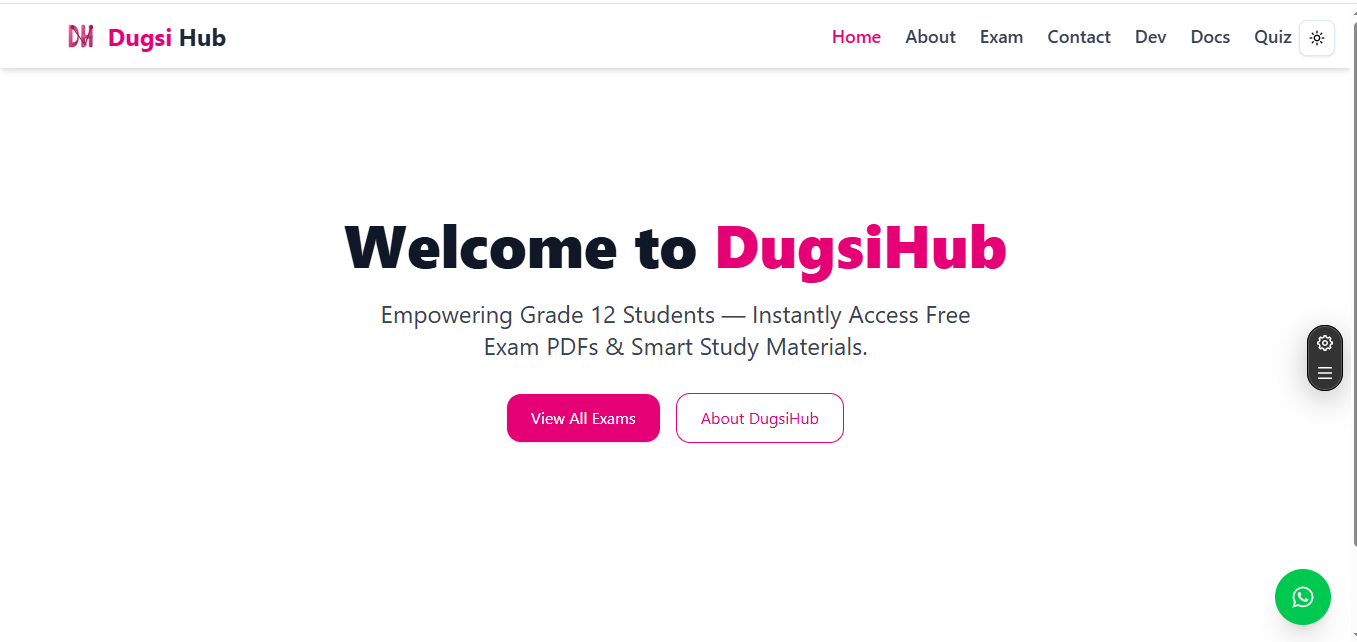 DH Dugsi Hub
Home About Exam Contact Dev Docs Quiz
Welcome to DugsiHub
Empowering Grade 12 Students — Instantly Access Free
Exam PDFs & Smart Study Materials.
View All Exams About DugsiHub